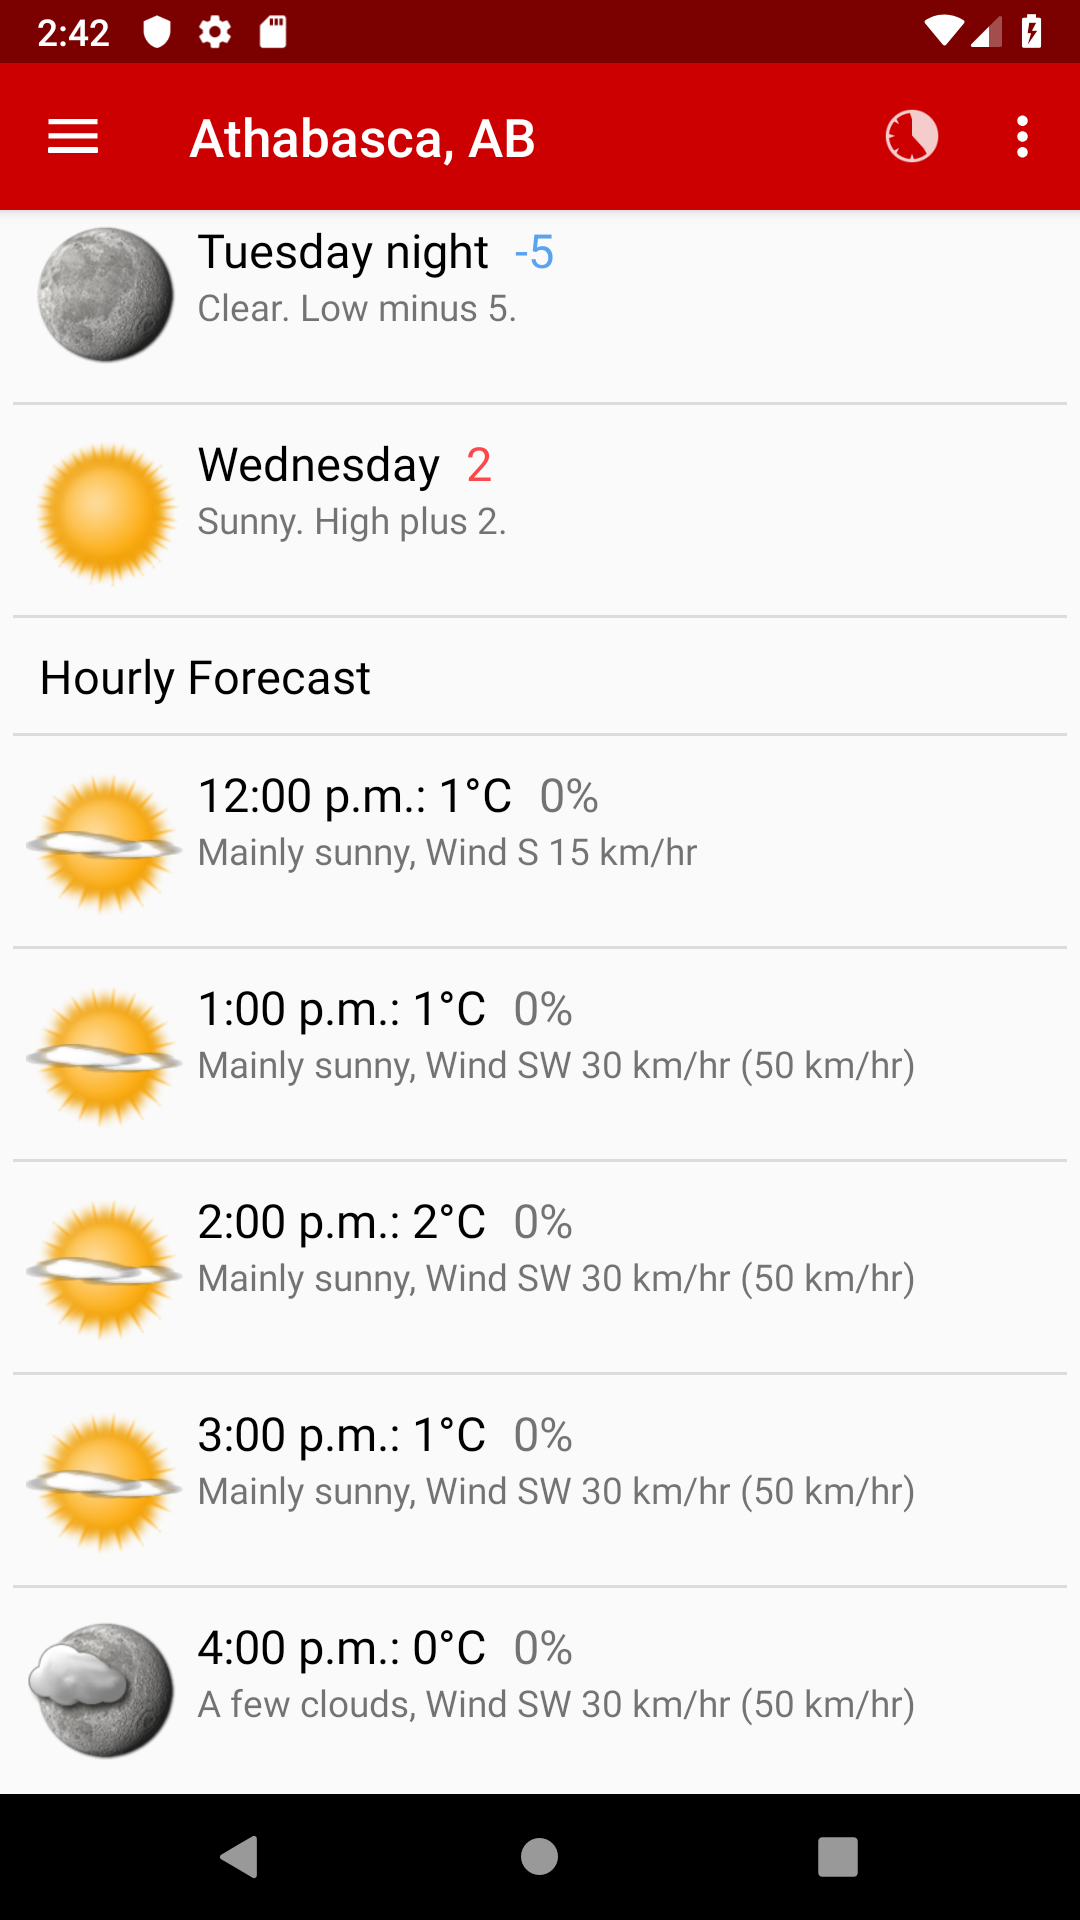 2:42
Athabasca, AB
Tuesday night -5
Clear. Low minus 5.
Wednesday 2
Sunny. High plus 2.
Hourly Forecast
12:00 p.m.: 1°C 0%
Mainly sunny, Wind S 15 km/hr
1:00 p.m.: 1°C 0%
Mainly sunny, Wind SW 30 km/hr (50 km/hr)
2:00 p.m.: 2°C 0%
Mainly sunny, Wind SW 30 km/hr (50 km/hr)
3:00 p.m.: 1°C 0%
Mainly sunny, Wind SW 30 km/hr (50 km/hr)
4:00 p.m.: 0°C 0%
A few clouds, Wind SW 30 km/hr (50 km/hr)